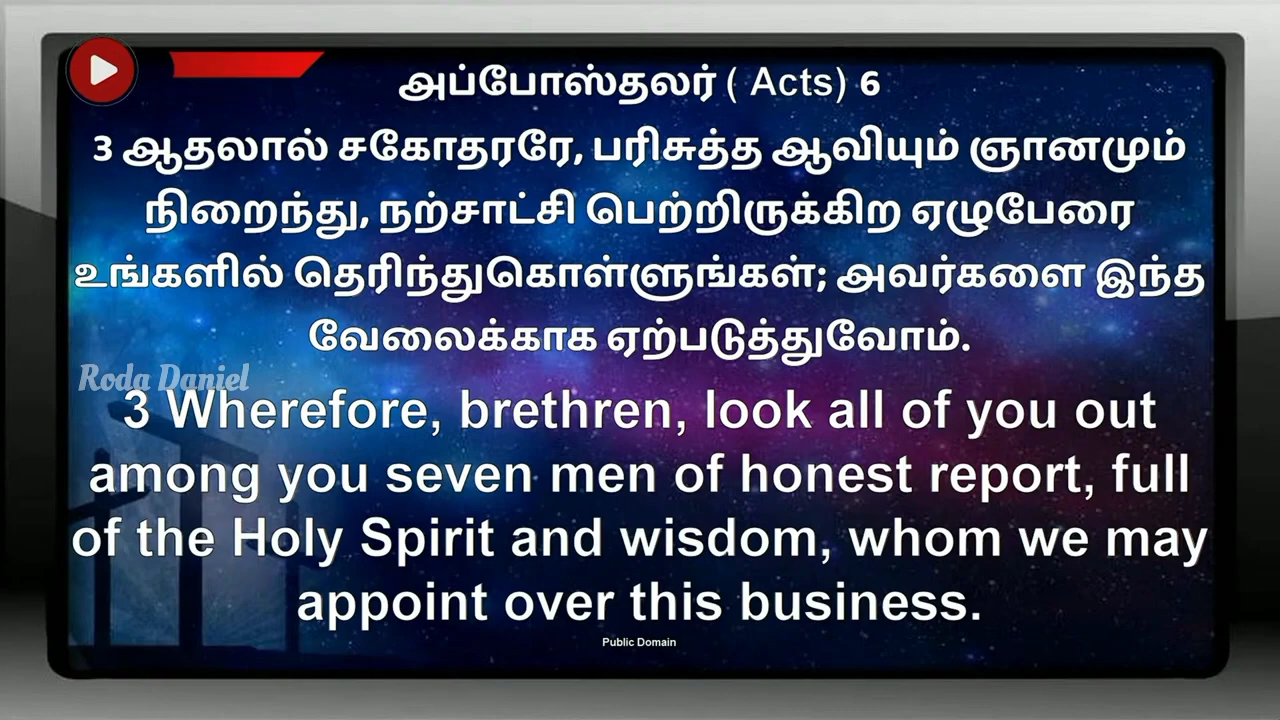 அப்போஸ்தலர் ( Acts) 6
3 ஆதலால் சகோதரரே, பரிசுத்த ஆவியும் ஞானமும்
நிறைந்து, நற்சாட்சி பெற்றிருக்கிற ஏழுபேரை
உங்களில் தெரிந்துகொள்ளுங்கள்; அவர்களை இந்த
வேலைக்காக ஏற்படுத்துவோம்.
Roda Daniel
3 Wherefore, brethren, look all of you out
among you seven men of honest report, full
of the Holy Spirit and wisdom, whom we may
appoint over this business.
Public Domain